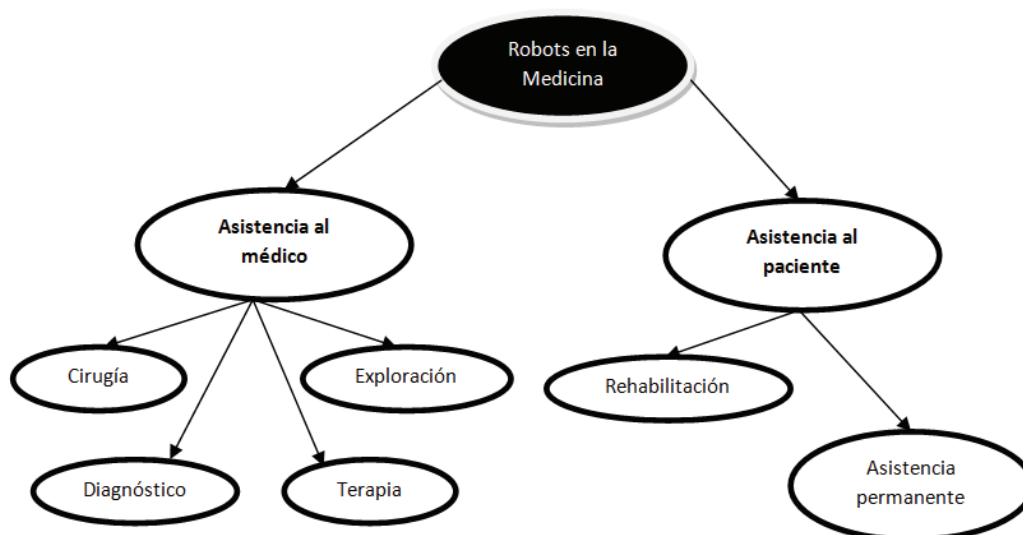 Robots en la
Medicina
Asistencia al
médico
Asistencia al
paciente
Cirugía
Exploración
Rehabilitación
Diagnóstico
Terapia
Asistencia
permanente